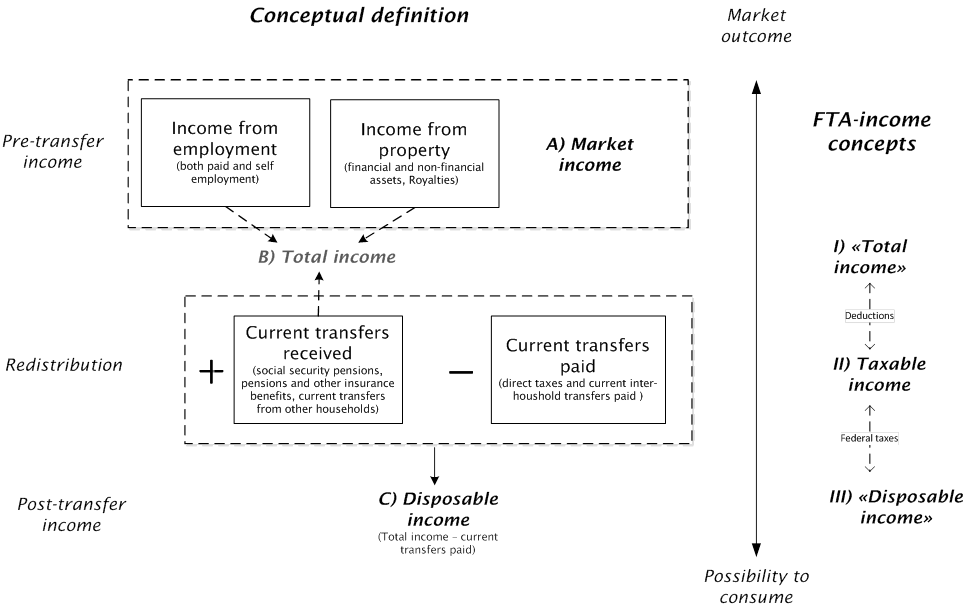 Conceptual definition
Market
outcome
Pre-transfer
income
Income from
employment
(both paid and self
employment)
Income from
property
(financial and non-financial
assets, Royalties)
A) Market
income
FTA-income
concepts
B) Total income
I) «Total
income»
Deductions
Redistribution
+
Current transfers
received
(social security pensions,
pensions and other insurance
benefits, current transfers
from other households)
−
Current transfers
paid
(direct taxes and current inter-
houshold transfers paid )
II) Taxable
income
Federal taxes
Post-transfer
income
C) Disposable
income
(Total income – current
transfers paid)
III) «Disposable
income»
Possibility to
consume